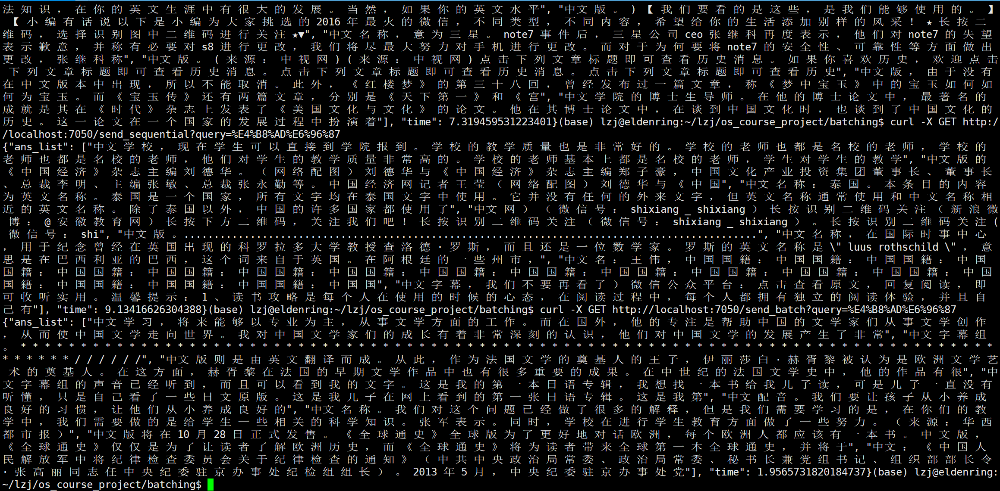 法 知 识 ， 在 你 的 英 文 生 涯 中 有 很 大 的 发 展 。 当 然 ， 如 果 你 的 英 文 水 平", "中文 版 。 ) 【 我 们 要 看 的 是 这 些 ， 是 我 们 能 够 使 用 的 。 】
【 小 编 有 话 说 以 下 是 小 编 为 大 家 挑 选 的 2016 年 最 火 的 微 信 ， 不 同 类 型 ， 不 同 内 容 ， 希 望 给 你 的 生 活 添 加 别 样 的 风 采 ！ ★ 长 按 二
维 码 ， 选 择 识 别 图 中 二 维 码 进 行 关 注 ★▼", "中文 名 称 ， 意 为 三 星 。 note7 事 件 后 ， 三 星 公 司 ceo 张 继 科 再 度 表 示 ， 他 们 对 note7 的 失 望
表 示 歉 意 ， 并 称 有 必 要 对 s8 进 行 更 改 ， 我 们 将 尽 最 大 努 力 对 手 机 进 行 更 改 。 而 对 于 为 何 要 将 note7 的 安 全 性 、 可 靠 性 等 方 面 做 出
更 改 ， 张 继 科 称", "中文 版 。 ( 来 源 ： 中 视 网 ) ( 来 源 ： 中 视 网 ) 点 击 下 列 文 章 标 题 即 可 查 看 历 史 消 息 。 如 果 你 喜 欢 历 史 ， 欢 迎 点 击
下 列 文 章 标 题 即 可 查 看 历 史 消 息 。 点 击 下 列 文 章 标 题 即 可 查 看 历 史 消 息 。 点 击 下 列 文 章 标 题 即 可 查 看 历 史", "中文 版 ， 由 于 没 有
在 中 文 版 本 中 出 现 ， 所 以 不 能 取 消 。 此 外 ， 《 红 楼 梦 》 的 第 三 十 八 回 ， 曾 经 发 布 过 一 篇 文 章 ， 称 《 梦 中 宝 玉 》 中 的 宝 玉 如 何 如
何 为 宝 玉 。 而 《 宝 玉 传 》 还 有 两 篇 文 章 ， 分 别 是 《 天 下 第 一 》 和 《 宫", "中文 学 院 的 博 士 生 导 师 。 在 他 的 博 士 论 文 中 ， 最 著 名 的
成 就 是 其 在 《 时 代 》 杂 志 上 发 表 了 《 美 国 文 化 与 文 化 》 的 论 文 。 他 在 其 博 士 论 文 中 ， 在 谈 到 中 国 文 化 时 ， 也 谈 到 了 中 国 文 化 的
历 史 。 这 一 论 文 在 一 个 国 家 的 发 展 过 程 中 扮 演 着"], "time": 7.319459531223401}(base) lzj@eldenring:~/lzj/os_course_project/batching$ curl -X GET http:/
/localhost:7050/send_sequential?query=%E4%B8%AD%E6%96%87
{"ans_list": ["中文 学 校 ， 现 在 学 生 可 以 直 接 到 学 院 报 到 。 学 校 的 教 学 质 量 也 是 非 常 好 的 。 学 校 的 老 师 也 都 是 名 校 的 老 师 ， 学 校 的
老 师 也 都 是 名 校 的 老 师 ， 他 们 对 学 生 的 教 学 质 量 非 常 高 的 。 学 校 的 老 师 基 本 上 都 是 名 校 的 老 师 ， 学 生 对 学 生 的 教 学", "中文 版 的
《 中 国 经 济 》 杂 志 主 编 刘 德 华 。 （ 网 络 配 图 ） 刘 德 华 与 《 中 国 经 济 》 杂 志 主 编 郑 子 豪 ， 中 国 文 化 产 业 投 资 集 团 董 事 长 、 董 事 长
、 总 裁 李 明 、 主 编 张 敏 、 总 裁 张 永 勤 等 。 中 国 经 济 网 记 者 王 莹 （ 网 络 配 图 ） 刘 德 华 与 《 中 国", "中文 名 称 ： 泰 国 。 本 条 目 的 内 容
为 英 文 名 称 。 泰 国 是 一 个 国 家 ， 所 有 文 字 均 在 泰 国 文 字 中 使 用 。 它 并 没 有 任 何 的 外 来 文 字 ， 但 英 文 名 称 通 常 使 用 和 中 文 名 称 相
近 的 英 文 名 称 。 除 了 泰 国 以 外 ， 中 国 的 许 多 国 家 都 使 用 了", "中文 网 ） （ 微 信 号 ： shixiang _ shixiang ） 长 按 识 别 二 维 码 关 注 （ 新 浪 微
博 ： @ 安 徽 教 育 网 ） 长 按 下 方 二 维 码 ， 关 注 我 们 吧 ！ 长 按 识 别 二 维 码 关 注 （ 微 信 号 ： shixiang _ shixiang ） 。 长 按 识 别 二 维 码 关 注 (
微 信 号 ： shi", "中文 版 。...............................................................................................", "中文 名 称 ， 在 国 际 时 事 中 心
， 用 于 纪 念 曾 经 在 英 国 出 现 的 科 罗 拉 多 大 学 教 授 查 洛 德 · 罗 斯 ， 而 且 还 是 一 位 数 学 家 。 罗 斯 的 英 文 名 称 是 \" luus rothschild \" ， 意
思 是 在 巴 西 利 亚 的 巴 西 ， 这 个 词 来 自 于 英 国 。 在 阿 根 廷 的 一 些 州 市 ，", "中文 名 ： 王 伟 ， 中 国 国 籍 ： 中 国 国 籍 ： 中 国 国 籍 ： 中 国
国 籍 ： 中 国 国 籍 ： 中 国 国 籍 ： 中 国 国 籍 ： 中 国 国 籍 ： 中 国 国 籍 ： 中 国 国 籍 ： 中 国 国 籍 ： 中 国 国 籍 ： 中 国 国 籍 ： 中 国 国 籍 ： 中 国
国 籍 ： 中 国 国 籍 ： 中 国 国 籍 ： 中 国 国 籍 ： 中 国 国", "中文 字 幕 ， 我 们 不 要 再 看 了 ） 微 信 公 众 平 台 ： 点 击 查 看 原 文 ， 回 复 阅 读 ， 即
可 收 听 实 用 。 温 馨 提 示 ： 1 、 读 书 攻 略 是 每 个 人 在 使 用 的 时 候 的 心 态 ， 在 阅 读 过 程 中 ， 每 个 人 都 拥 有 独 立 的 阅 读 体 验 ， 并 且 自
己 有"], "time": 9.13416626304388}(base) lzj@eldenring:~/lzj/os_course_project/batching$ curl -X GET http://localhost:7050/send_batch?query=%E4%B8%AD%E6%96%87
{"ans_list": ["中文 学 习 ， 将 来 能 够 以 专 业 为 主 ， 从 事 文 学 方 面 的 工 作 。 而 在 国 外 ， 他 的 专 注 是 帮 助 中 国 的 文 学 家 们 从 事 文 学 创 作
， 从 而 使 中 国 文 学 走 向 世 界 。 我 对 中 国 文 学 家 们 的 成 长 有 着 非 常 深 刻 的 认 识 ， 他 们 对 中 国 文 学 的 发 展 产 生 了 非 常", "中文 字 幕 组
。 * * * * * * * * * * * * * * * * * * * * * * * * * * * * * * * * * * * * * * * * * * * * * * * * * * * * * * * * * * * * * * * * * * * * * * * * * * * * * * * * *
* * * * * * / / / / / /", "中文 版 则 是 由 英 文 翻 译 而 成 。 从 此 ， 作 为 法 国 文 学 的 奠 基 人 的 王 子 ， 伊 丽 莎 白 · 赫 胥 黎 被 认 为 是 欧 洲 文 学 艺
术 的 奠 基 人 。 在 这 方 面 ， 赫 胥 黎 在 法 国 的 早 期 文 学 作 品 中 也 有 很 多 重 要 的 成 果 。 在 中 世 纪 的 法 国 文 学 史 中 ， 他 的 作 品 有 很", "中
文 字 幕 组 的 声 音 已 经 听 到 ， 而 且 可 以 看 到 我 的 文 字 。 这 是 我 的 第 一 本 日 语 专 辑 ， 我 想 找 一 本 书 给 我 儿 子 读 ， 可 是 儿 子 一 直 没 有
听 懂 ， 只 是 自 己 看 了 一 些 日 文 原 版 。 这 是 我 儿 子 在 网 上 看 到 的 第 一 张 日 语 专 辑 。 这 是 我 第", "中文 配 音 。 我 们 要 让 孩 子 从 小 养 成
良 好 的 习 惯 ， 让 他 们 从 小 养 成 良 好 的", "中文 名 称 。 我 们 对 这 个 问 题 已 经 做 了 很 多 的 解 释 ， 但 是 我 们 需 要 学 习 的 是 ， 在 你 们 的 教
学 中 ， 我 们 需 要 做 的 是 给 学 生 一 些 相 关 的 科 学 知 识 。 张 军 表 示 。 同 时 ， 学 校 在 进 行 学 生 教 育 方 面 做 了 一 些 努 力 。 （ 来 源 ： 华 西
都 市 报 ）", "中文 版 将 在 10 月 28 日 正 式 发 售 。 《 全 球 通 史 》 全 球 版 为 了 更 好 地 对 话 欧 洲 ， 每 个 欧 洲 人 都 应 该 有 一 本 书 。 中 文 版 ，
《 全 球 通 史 》 仅 仅 是 为 了 让 读 者 了 解 欧 洲 历 史 ， 而 《 全 球 通 史 》 将 为 读 者 带 来 全 球 第 一 本 全 球 通 史 ， 并 将 于", "中文 ： 《 中 国 人
民 解 放 军 中 将 纪 律 检 查 委 员 会 关 于 纪 律 检 查 的 通 知 》 （ 中 共 中 央 政 治 局 常 委 、 政 治 局 常 委 、 秘 书 长 兼 党 组 书 记 、 组 织 部 部 长 令
· 张 高 丽 同 志 任 中 央 纪 委 驻 京 办 事 处 纪 检 组 组 长 ） 。 2013 年 5 月 ， 中 央 纪 委 驻 京 办 事 处 党"], "time": 1.9565731820184737}(base) lzj@eldenring:
~/lzj/os_course_project/batching$